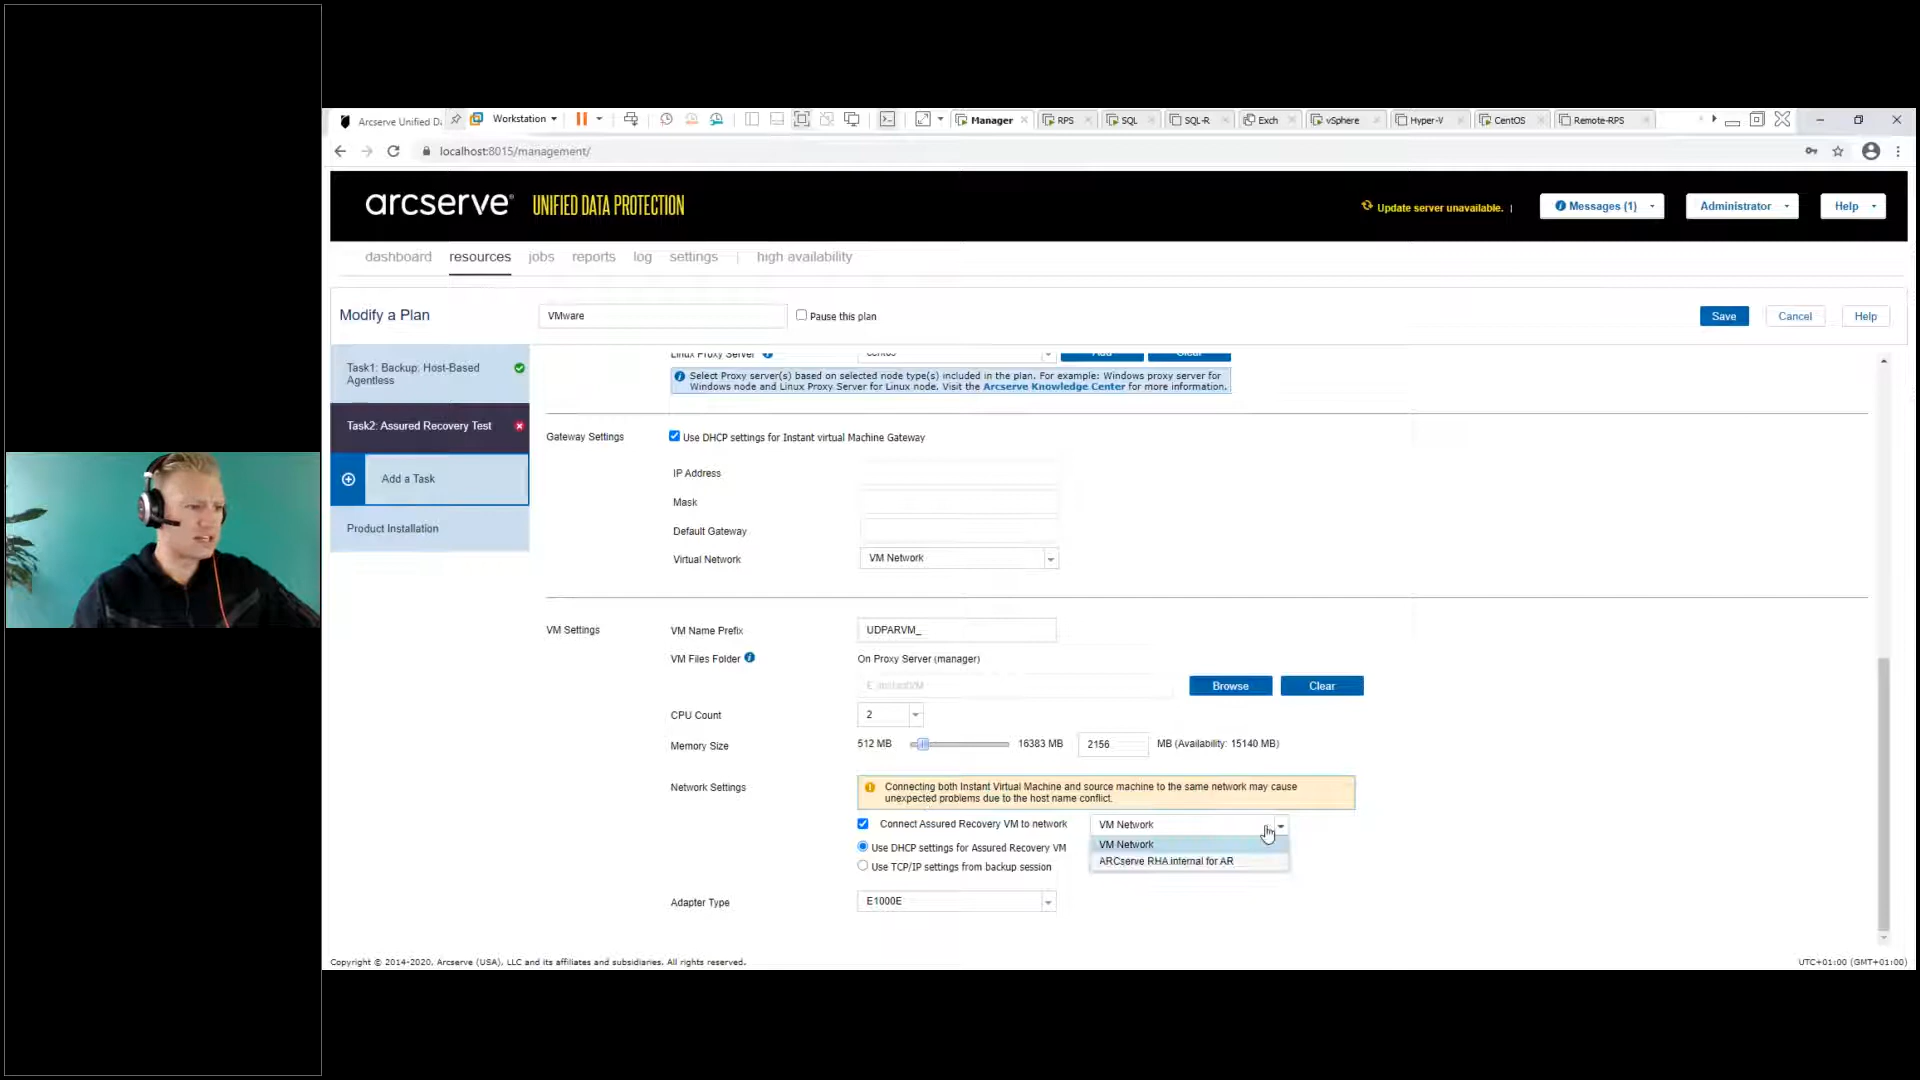 Arcserve Unified Da
Workstation
Manager
RPS
SQL
SQL-R
Exch
vSphere
Hyper-V
CentOS
Remote-RPS
localhost:8015/management/
arcserve UNIFIED DATA PROTECTION
Update server unavailable. |
Messages (1)
Administrator
Help
dashboard
resources
jobs
reports
log
settings
high availability
Modify a Plan
VMware
Pause this plan
Save
Cancel
Help
Task1: Backup: Host-Based
Agentless
Task2: Assured Recovery Test
Add a Task
Product Installation
Linux Proxy Server
centos
Add
Clear
Select Proxy server(s) based on selected node type(s) included in the plan. For example: Windows proxy server for
Windows node and Linux Proxy Server for Linux node. Visit the Arcserve Knowledge Center for more information.
Gateway Settings
Use DHCP settings for Instant virtual Machine Gateway
IP Address
Mask
Default Gateway
Virtual Network
VM Network
VM Settings
VM Name Prefix
UDPARVM_
VM Files Folder
On Proxy Server (manager)
Browse
Clear
CPU Count
2
Memory Size
512 MB
16383 MB
2156
MB (Availability: 15140 MB)
Network Settings
Connecting both Instant Virtual Machine and source machine to the same network may cause
unexpected problems due to the host name conflict.
Connect Assured Recovery VM to network
VM Network
VM Network
ARCserve RHA internal for AR
Use DHCP settings for Assured Recovery VM
Use TCP/IP settings from backup session
Adapter Type
E1000E
Copyright © 2014-2020, Arcserve (USA), LLC and its affiliates and subsidiaries. All rights reserved.
UTC+01:00 (GMT+01:00)